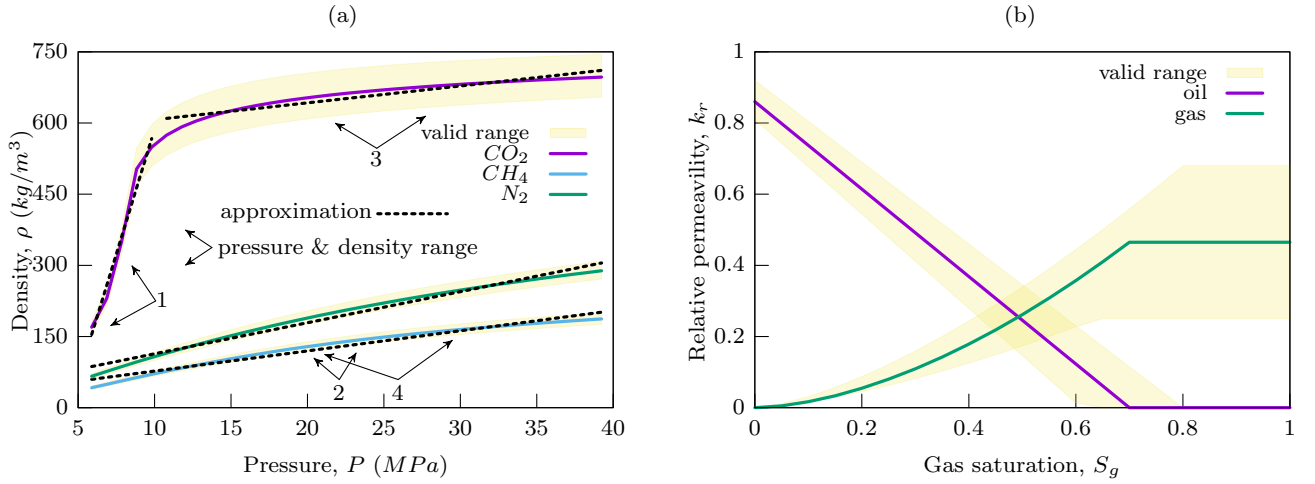 (a)
750
600
450
300
150
0
5
10
15
20
25
30
35
40
Density, ρ (kg/m³)
Pressure, P (MPa)
valid range
CO₂
CH₄
N₂
approximation
pressure & density range
1
2
3
4
(b)
1
0.8
0.6
0.4
0.2
0
0
0.2
0.4
0.6
0.8
1
Relative permeavility, kᵣ
Gas saturation, S_g
valid range
oil
gas